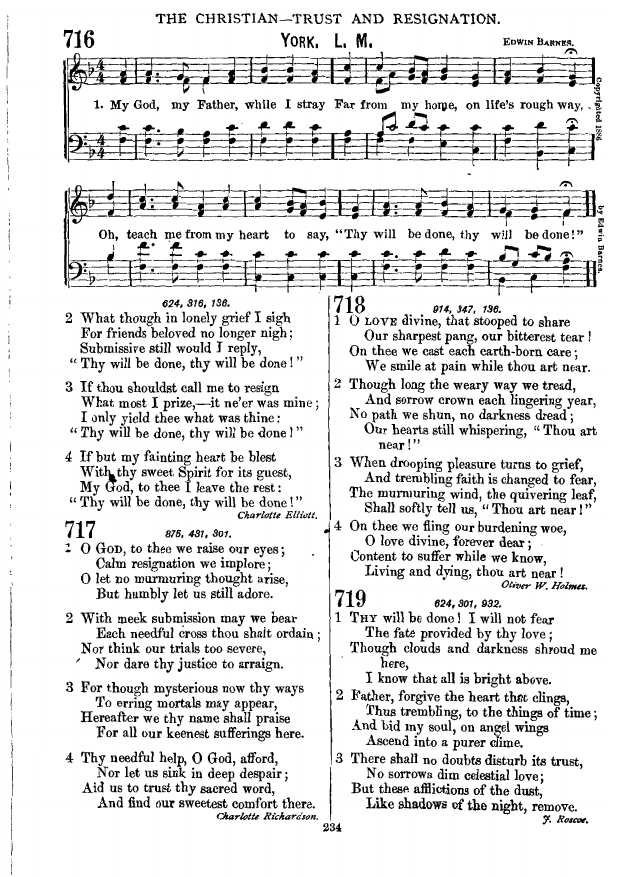 THE CHRISTIAN—TRUST AND RESIGNATION.
716
YORK. L. M.
EDWIN BARNES.
1. My God, my Father, while I stray Far from my home, on life's rough way,
Copyrighted 1886
Oh, teach me from my heart to say, "Thy will be done, thy will be done!"
by Edwin Barnes.
624, 316, 136.
2 What though in lonely grief I sigh
For friends beloved no longer nigh;
Submissive still would I reply,
"Thy will be done, thy will be done!"
3 If thou shouldst call me to resign
What most I prize,—it ne'er was mine;
I only yield thee what was thine:
"Thy will be done, thy will be done!"
4 If but my fainting heart be blest
With thy sweet Spirit for its guest,
My God, to thee I leave the rest:
"Thy will be done, thy will be done!"
Charlotte Elliott.
717
875, 431, 301.
1 O GOD, to thee we raise our eyes;
Calm resignation we implore;
O let no murmuring thought arise,
But humbly let us still adore.
2 With meek submission may we bear
Each needful cross thou shalt ordain;
Nor think our trials too severe,
Nor dare thy justice to arraign.
3 For though mysterious now thy ways
To erring mortals may appear,
Hereafter we thy name shall praise
For all our keenest sufferings here.
4 Thy needful help, O God, afford,
Nor let us sink in deep despair;
Aid us to trust thy sacred word,
And find our sweetest comfort there.
Charlotte Richardson.
718
914, 347, 136.
1 O LOVE divine, that stooped to share
Our sharpest pang, our bitterest tear!
On thee we cast each earth-born care;
We smile at pain while thou art near.
2 Though long the weary way we tread,
And sorrow crown each lingering year,
No path we shun, no darkness dread;
Our hearts still whispering, "Thou art
near!"
3 When drooping pleasure turns to grief,
And trembling faith is changed to fear,
The murmuring wind, the quivering leaf,
Shall softly tell us, "Thou art near!"
4 On thee we fling our burdening woe,
O love divine, forever dear;
Content to suffer while we know,
Living and dying, thou art near!
Oliver W. Holmes.
719
624, 301, 932.
1 THY will be done! I will not fear
The fate provided by thy love;
Though clouds and darkness shroud me
here,
I know that all is bright above.
2 Father, forgive the heart that clings,
Thus trembling, to the things of time;
And bid my soul, on angel wings
Ascend into a purer clime.
3 There shall no doubts disturb its trust,
No sorrows dim celestial love;
But these afflictions of the dust,
Like shadows of the night, remove.
J. Roscoe.
234